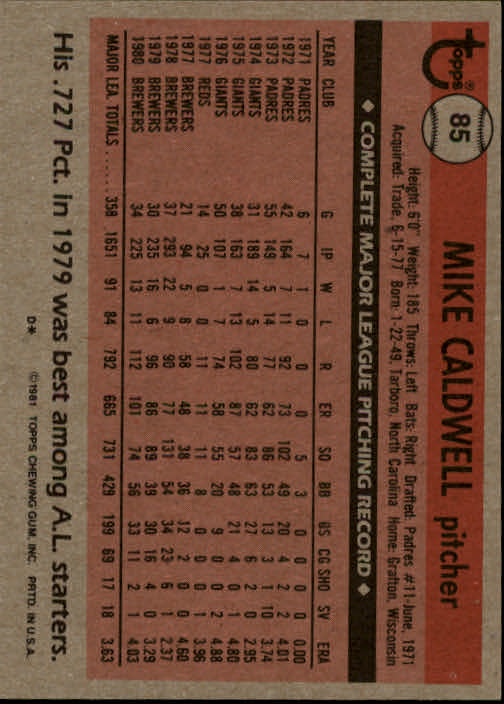 Topps®
85
MIKE CALDWELL pitcher
Height: 6'0" Weight: 185 Throws: Left Bats: Right Drafted: Padres #11-June, 1971
Acquired: Trade, 6-15-77 Born: 1-22-49, Tarboro, North Carolina Home: Grafton, Wisconsin
◆ COMPLETE MAJOR LEAGUE PITCHING RECORD ◆
YEAR CLUB G IP W L R ER SO BB GS CG SHO SV ERA
1971 PADRES 6 7 1 0 0 0 5 3 0 0 0 0 0.00
1972 PADRES 42 164 7 11 92 73 102 49 20 4 2 2 4.01
1973 PADRES 55 149 5 14 77 62 86 53 13 3 1 10 3.74
1974 GIANTS 31 189 14 5 80 62 83 63 27 6 2 0 2.95
1975 GIANTS 38 163 7 13 102 87 57 48 21 4 0 1 4.80
1976 GIANTS 50 107 1 7 74 58 55 20 9 0 0 2 4.88
1977 REDS 14 25 0 0 11 11 11 8 0 0 0 1 3.96
1977 BREWERS 21 94 5 8 58 48 38 36 12 2 0 0 4.60
1978 BREWERS 37 293 22 9 90 77 131 54 34 23 6 1 2.37
1979 BREWERS 30 235 16 6 96 86 89 39 30 16 4 0 3.29
1980 BREWERS 34 225 13 11 112 101 74 56 33 11 2 1 4.03
MAJOR LEA. TOTALS ...... 358 1651 91 84 792 665 731 429 199 69 17 18 3.63
His .727 Pct. in 1979 was best among A.L. starters.
D* ©1981 TOPPS CHEWING GUM, INC. PRTD. IN U.S.A.